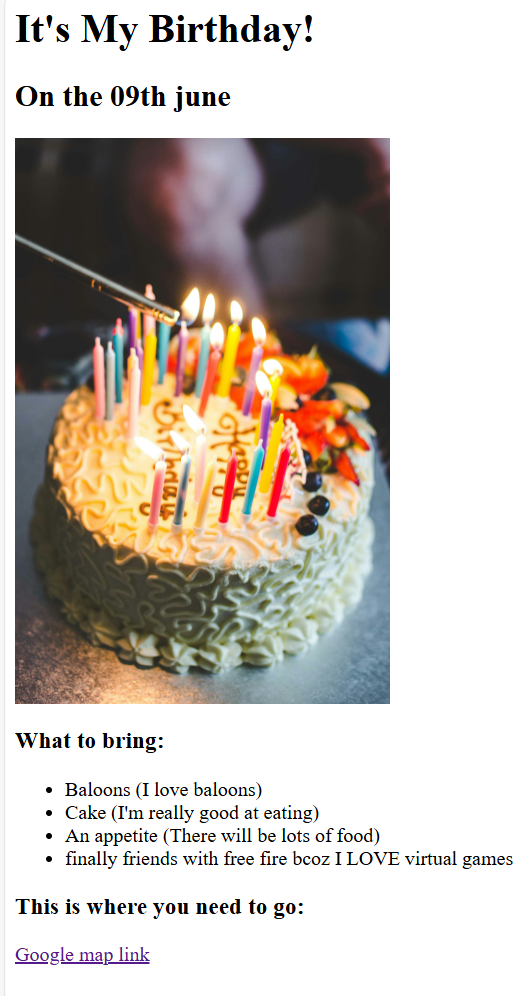 It's My Birthday!
On the 09th june
Happy
Birthday
What to bring:
Baloons (I love baloons)
Cake (I'm really good at eating)
An appetite (There will be lots of food)
finally friends with free fire bcoz I LOVE virtual games
This is where you need to go:
Google map link